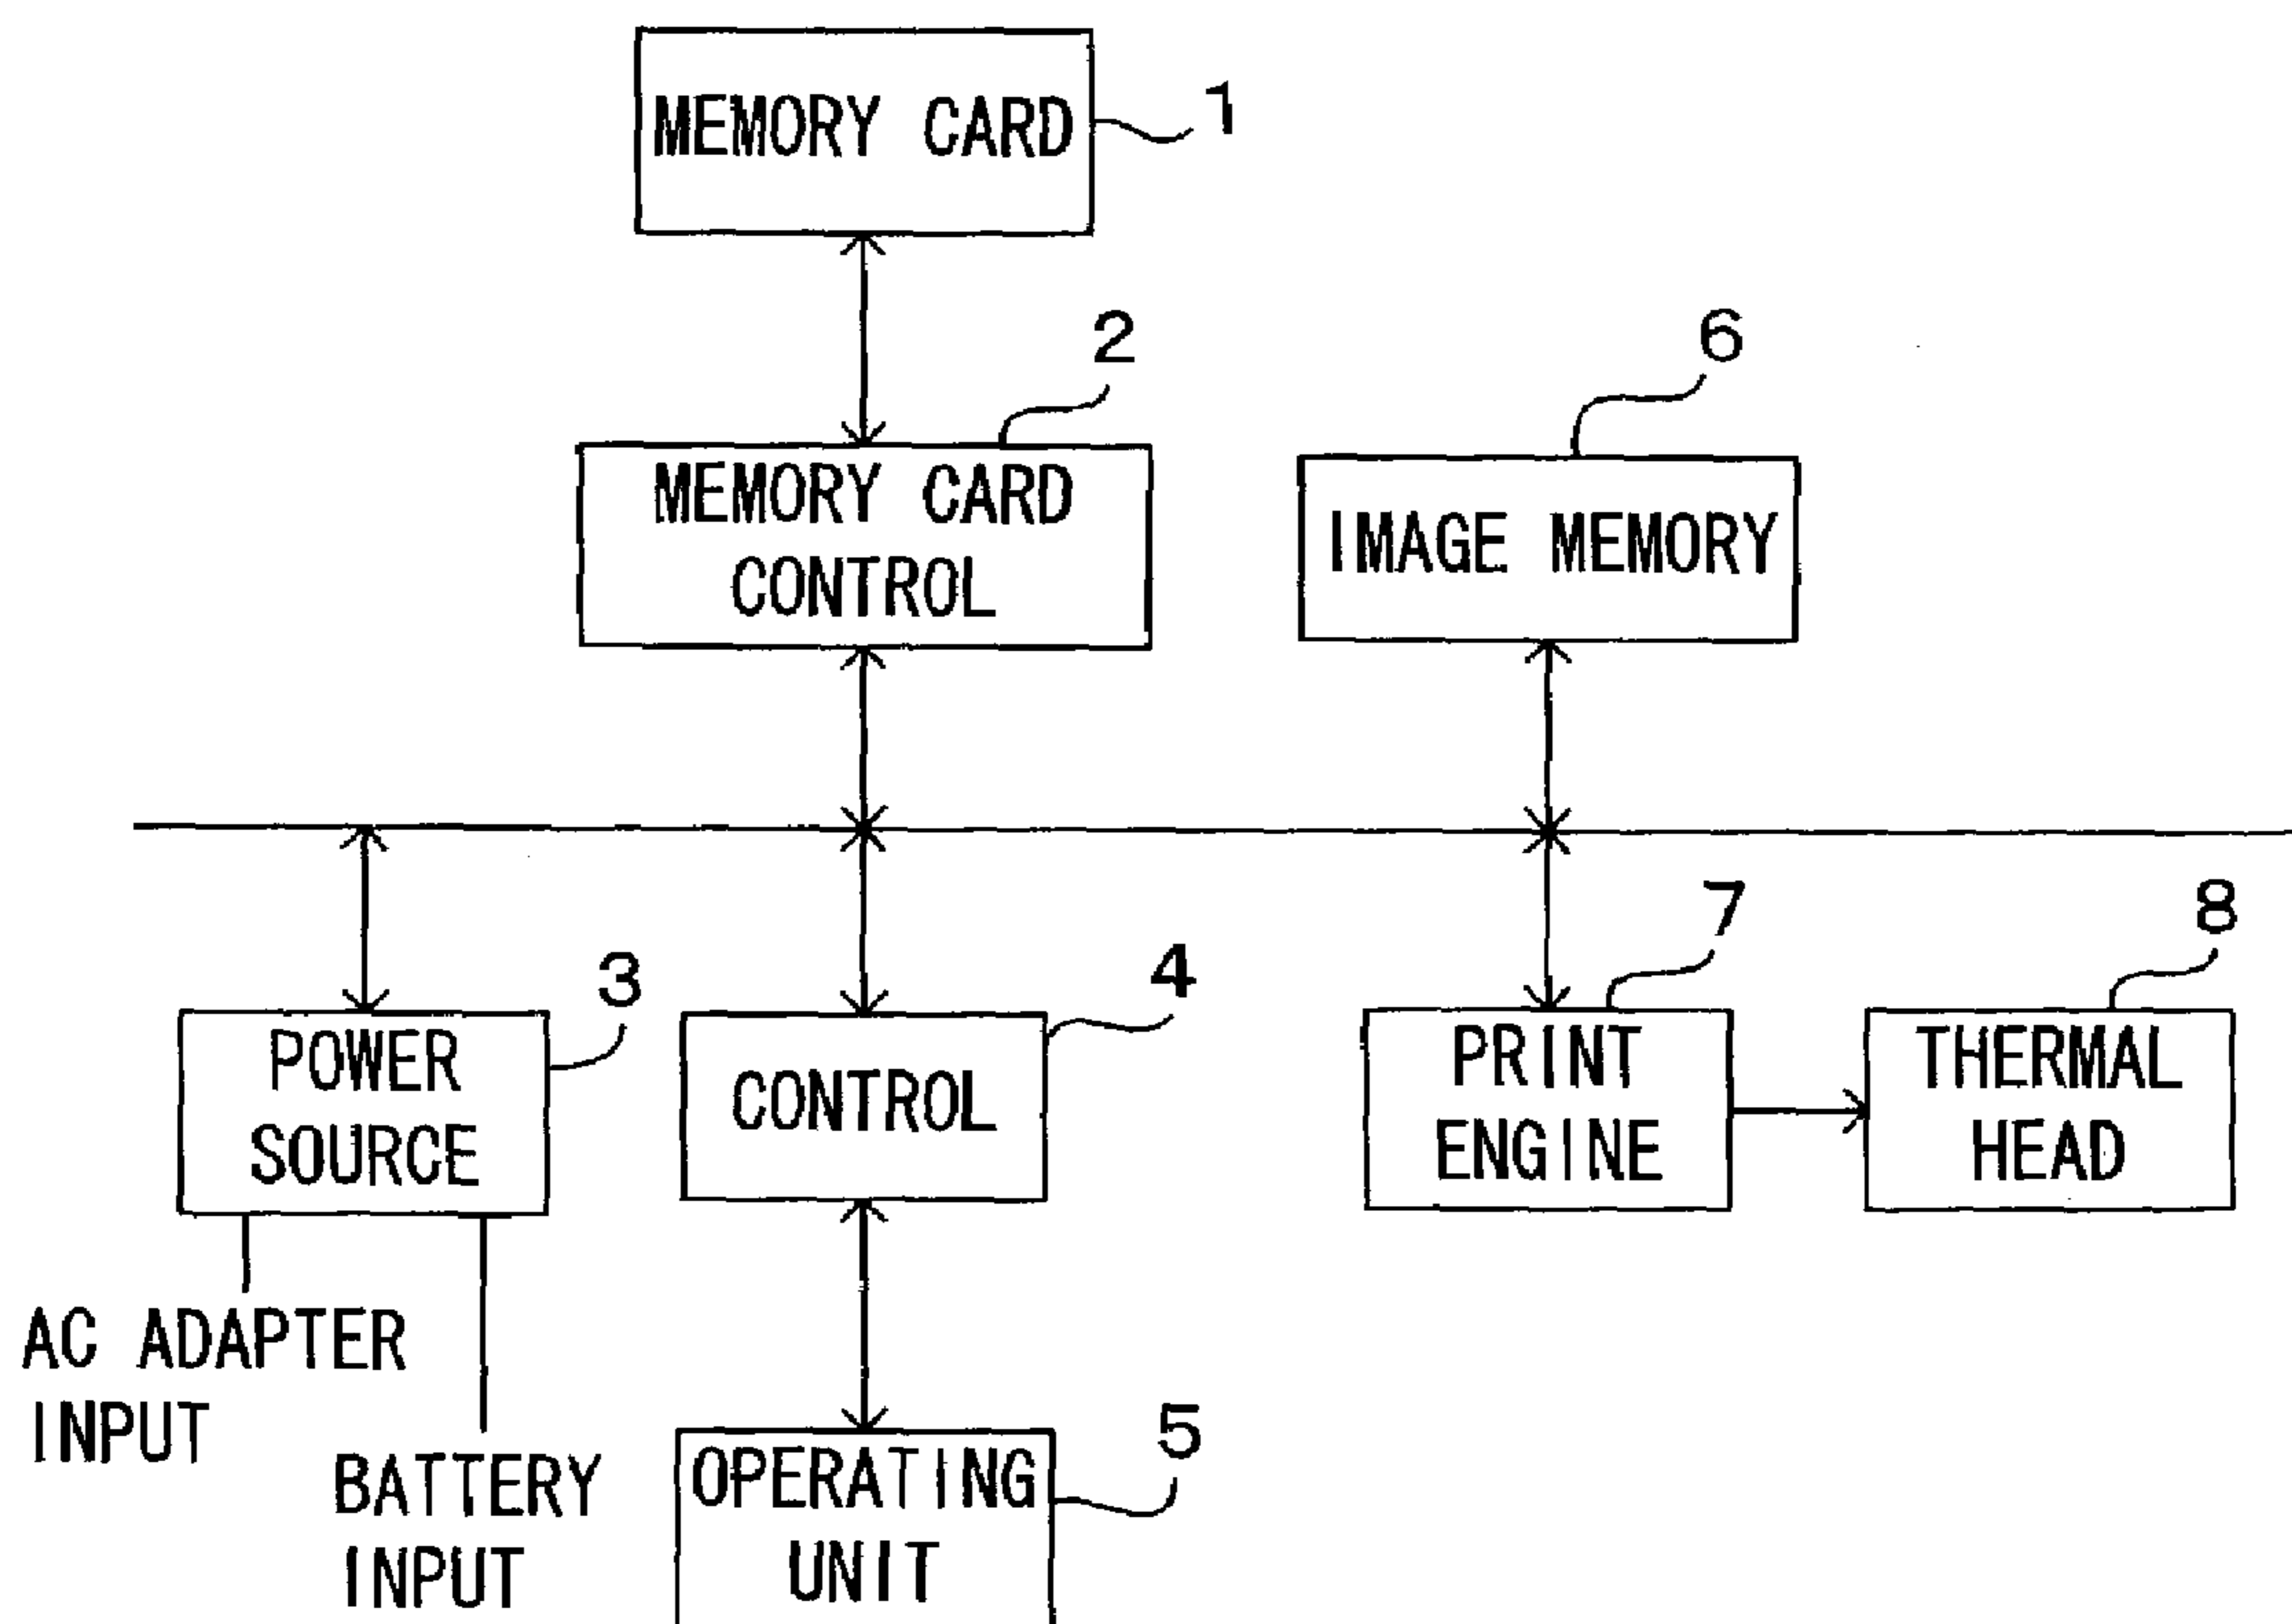 MEMORY CARD
1
2
MEMORY CARD
CONTROL
6
IMAGE MEMORY
3
POWER
SOURCE
4
CONTROL
7
PRINT
ENGINE
8
THERMAL
HEAD
AC ADAPTER
INPUT
BATTERY
INPUT
5
OPERATING
UNIT